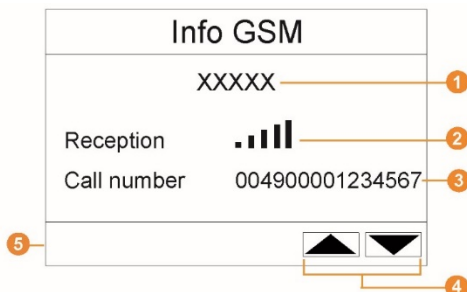 Info GSM
XXXXX
1
Reception
2
Call number 004900001234567
3
5
4